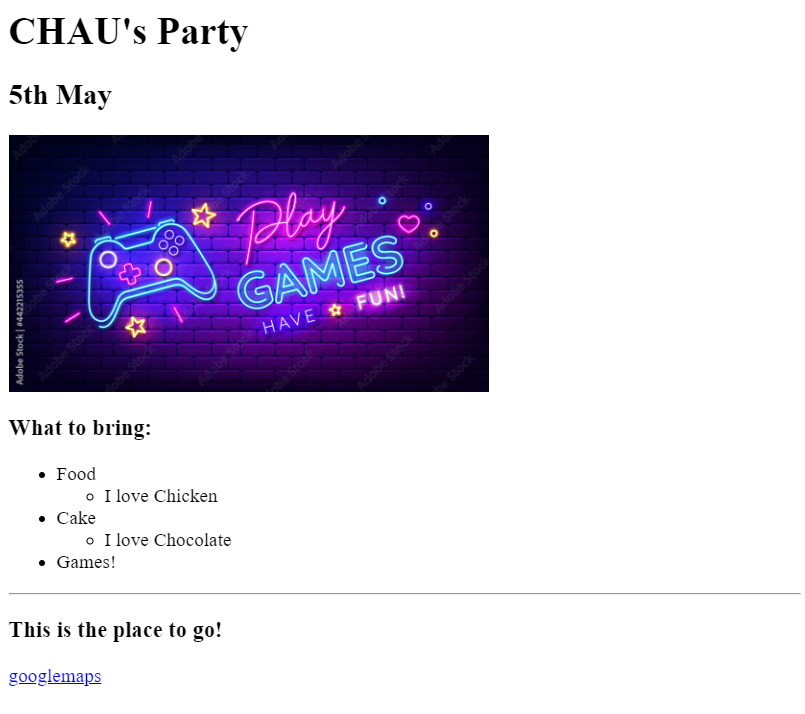 CHAU's Party
5th May
Play
GAMES
HAVE FUN!
Adobe Stock | #442215355
What to bring:
Food
I love Chicken
Cake
I love Chocolate
Games!
This is the place to go!
googlemaps